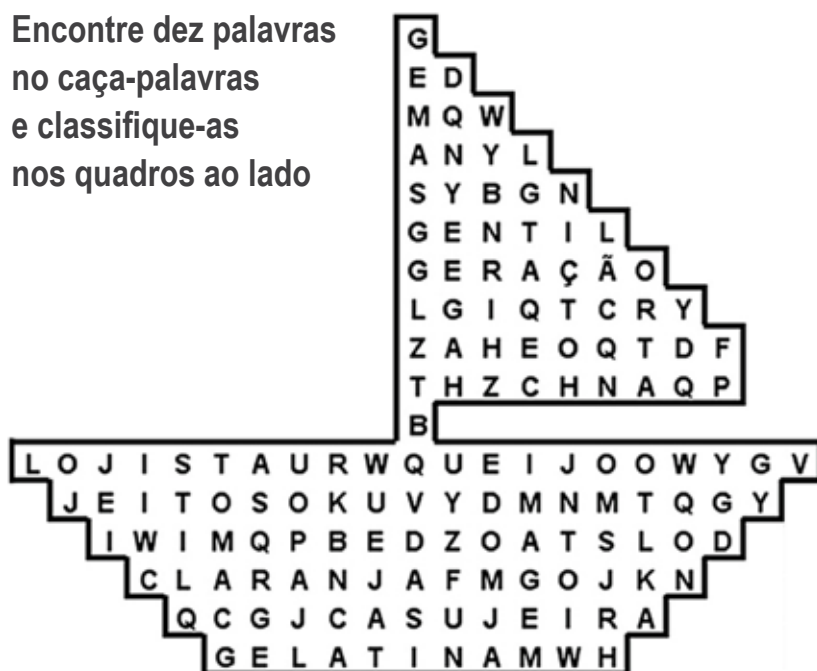 Encontre dez palavras
no caça-palavras
e classifique-as
nos quadros ao lado
G
E D
M Q W
A N Y L
S Y B G N
G E N T I L
G E R A Ç Ã O
L G I Q T C R Y
Z A H E O Q T D F
T H Z C H N A Q P
B
L O J I S T A U R W Q U E I J O O W Y G V
J E I T O S O K U V Y D M N M T Q G Y
I W I M Q P B E D Z O A T S L O D
C L A R A N J A F M G O J K N
Q C G J C A S U J E I R A
G E L A T I N A M W H